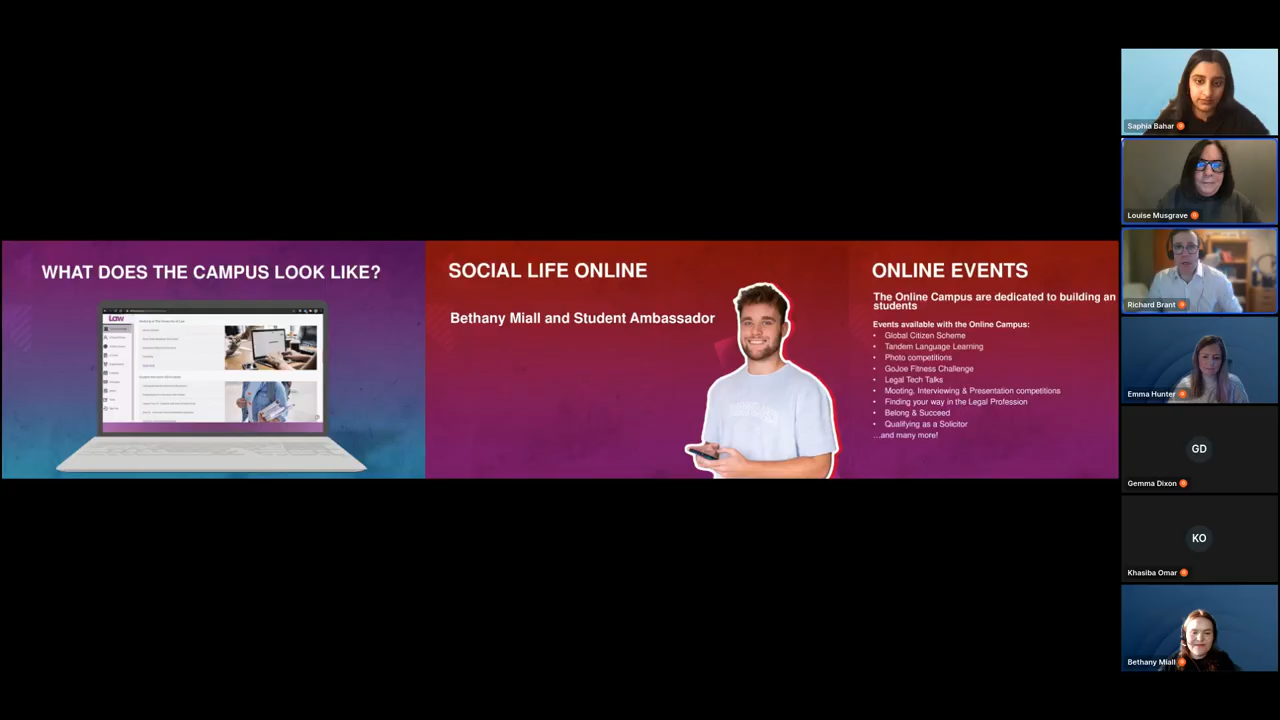 WHAT DOES THE CAMPUS LOOK LIKE?
Law
SOCIAL LIFE ONLINE
Bethany Miall and Student Ambassador
ONLINE EVENTS
The Online Campus are dedicated to building an
students
Events available with the Online Campus:
• Global Citizen Scheme
• Tandem Language Learning
• Photo competitions
• GoJoe Fitness Challenge
• Legal Tech Talks
• Mooting, Interviewing & Presentation competitions
• Finding your way in the Legal Profession
• Belong & Succeed
• Qualifying as a Solicitor
...and many more!
Saphia Bahar
Louise Musgrave
Richard Brant
Emma Hunter
GD
Gemma Dixon
KO
Khasiba Omar
Bethany Miall